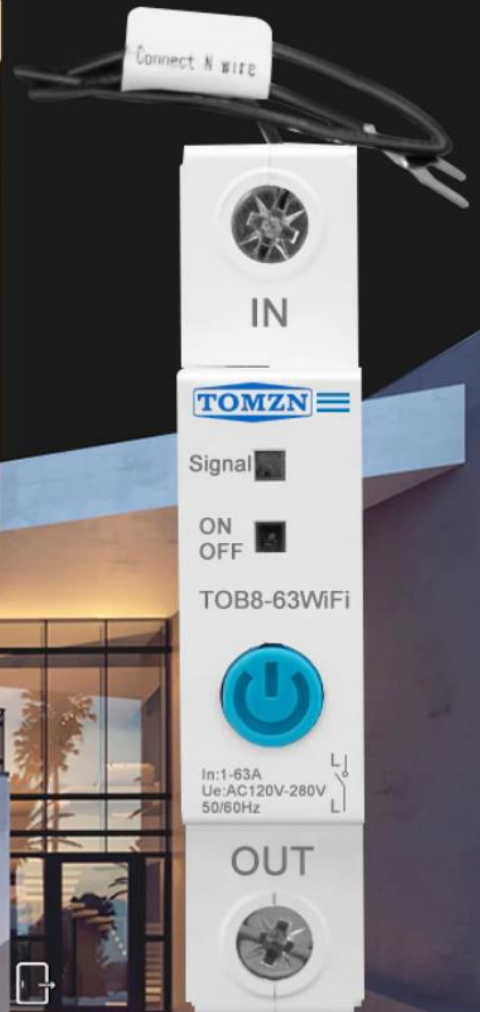 Connect N wire
IN
TOMZN
Signal
ON
OFF
TOB8-63WiFi
In:1-63A
Ue:AC120V-280V
50/60Hz
L
L
OUT